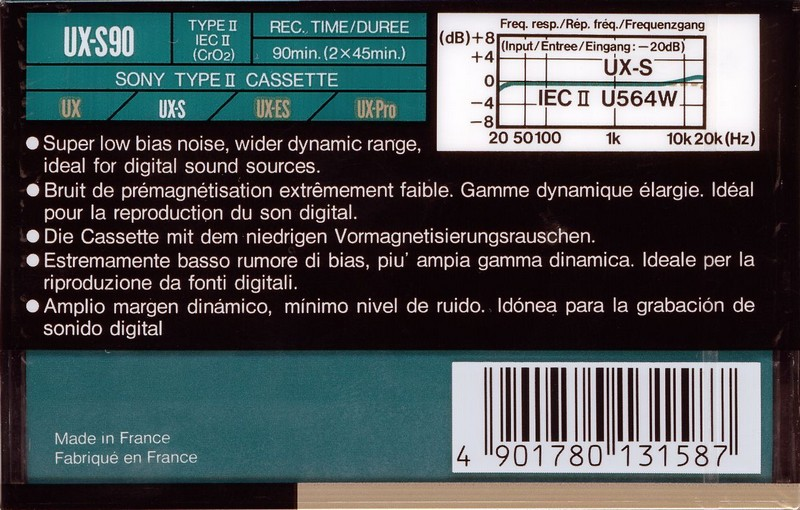 UX-S90
TYPE II
IEC II
(CrO2)
REC. TIME/DUREE
90min. (2×45min.)
SONY TYPE II CASSETTE
UX UX-S UX-ES UX-Pro
Freq. resp./Rép. fréq./Frequenzgang
(dB)+8
+4
0
−4
−8
(Input/Entree/Eingang:−20dB)
UX-S
IEC II U564W
20 50 100 1k 10k 20k (Hz)
●Super low bias noise, wider dynamic range,
ideal for digital sound sources.
●Bruit de prémagnétisation extrêmement faible. Gamme dynamique élargie. Idéal
pour la reproduction du son digital.
●Die Cassette mit dem niedrigen Vormagnetisierungsrauschen.
●Estremamente basso rumore di bias, piu' ampia gamma dinamica. Ideale per la
riproduzione da fonti digitali.
●Amplio margen dinámico, mínimo nivel de ruido. Idónea para la grabación de
sonido digital
Made in France
Fabriqué en France
4 901780 131587